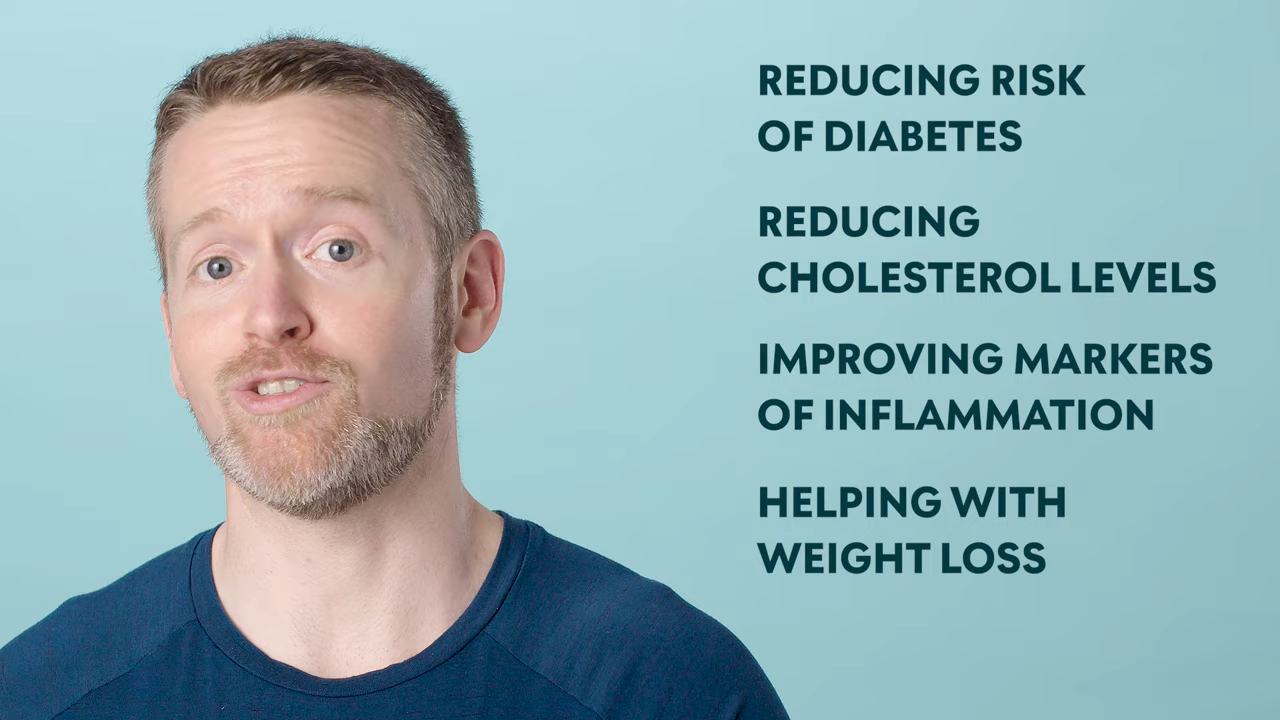 REDUCING RISK
OF DIABETES
REDUCING
CHOLESTEROL LEVELS
IMPROVING MARKERS
OF INFLAMMATION
HELPING WITH
WEIGHT LOSS